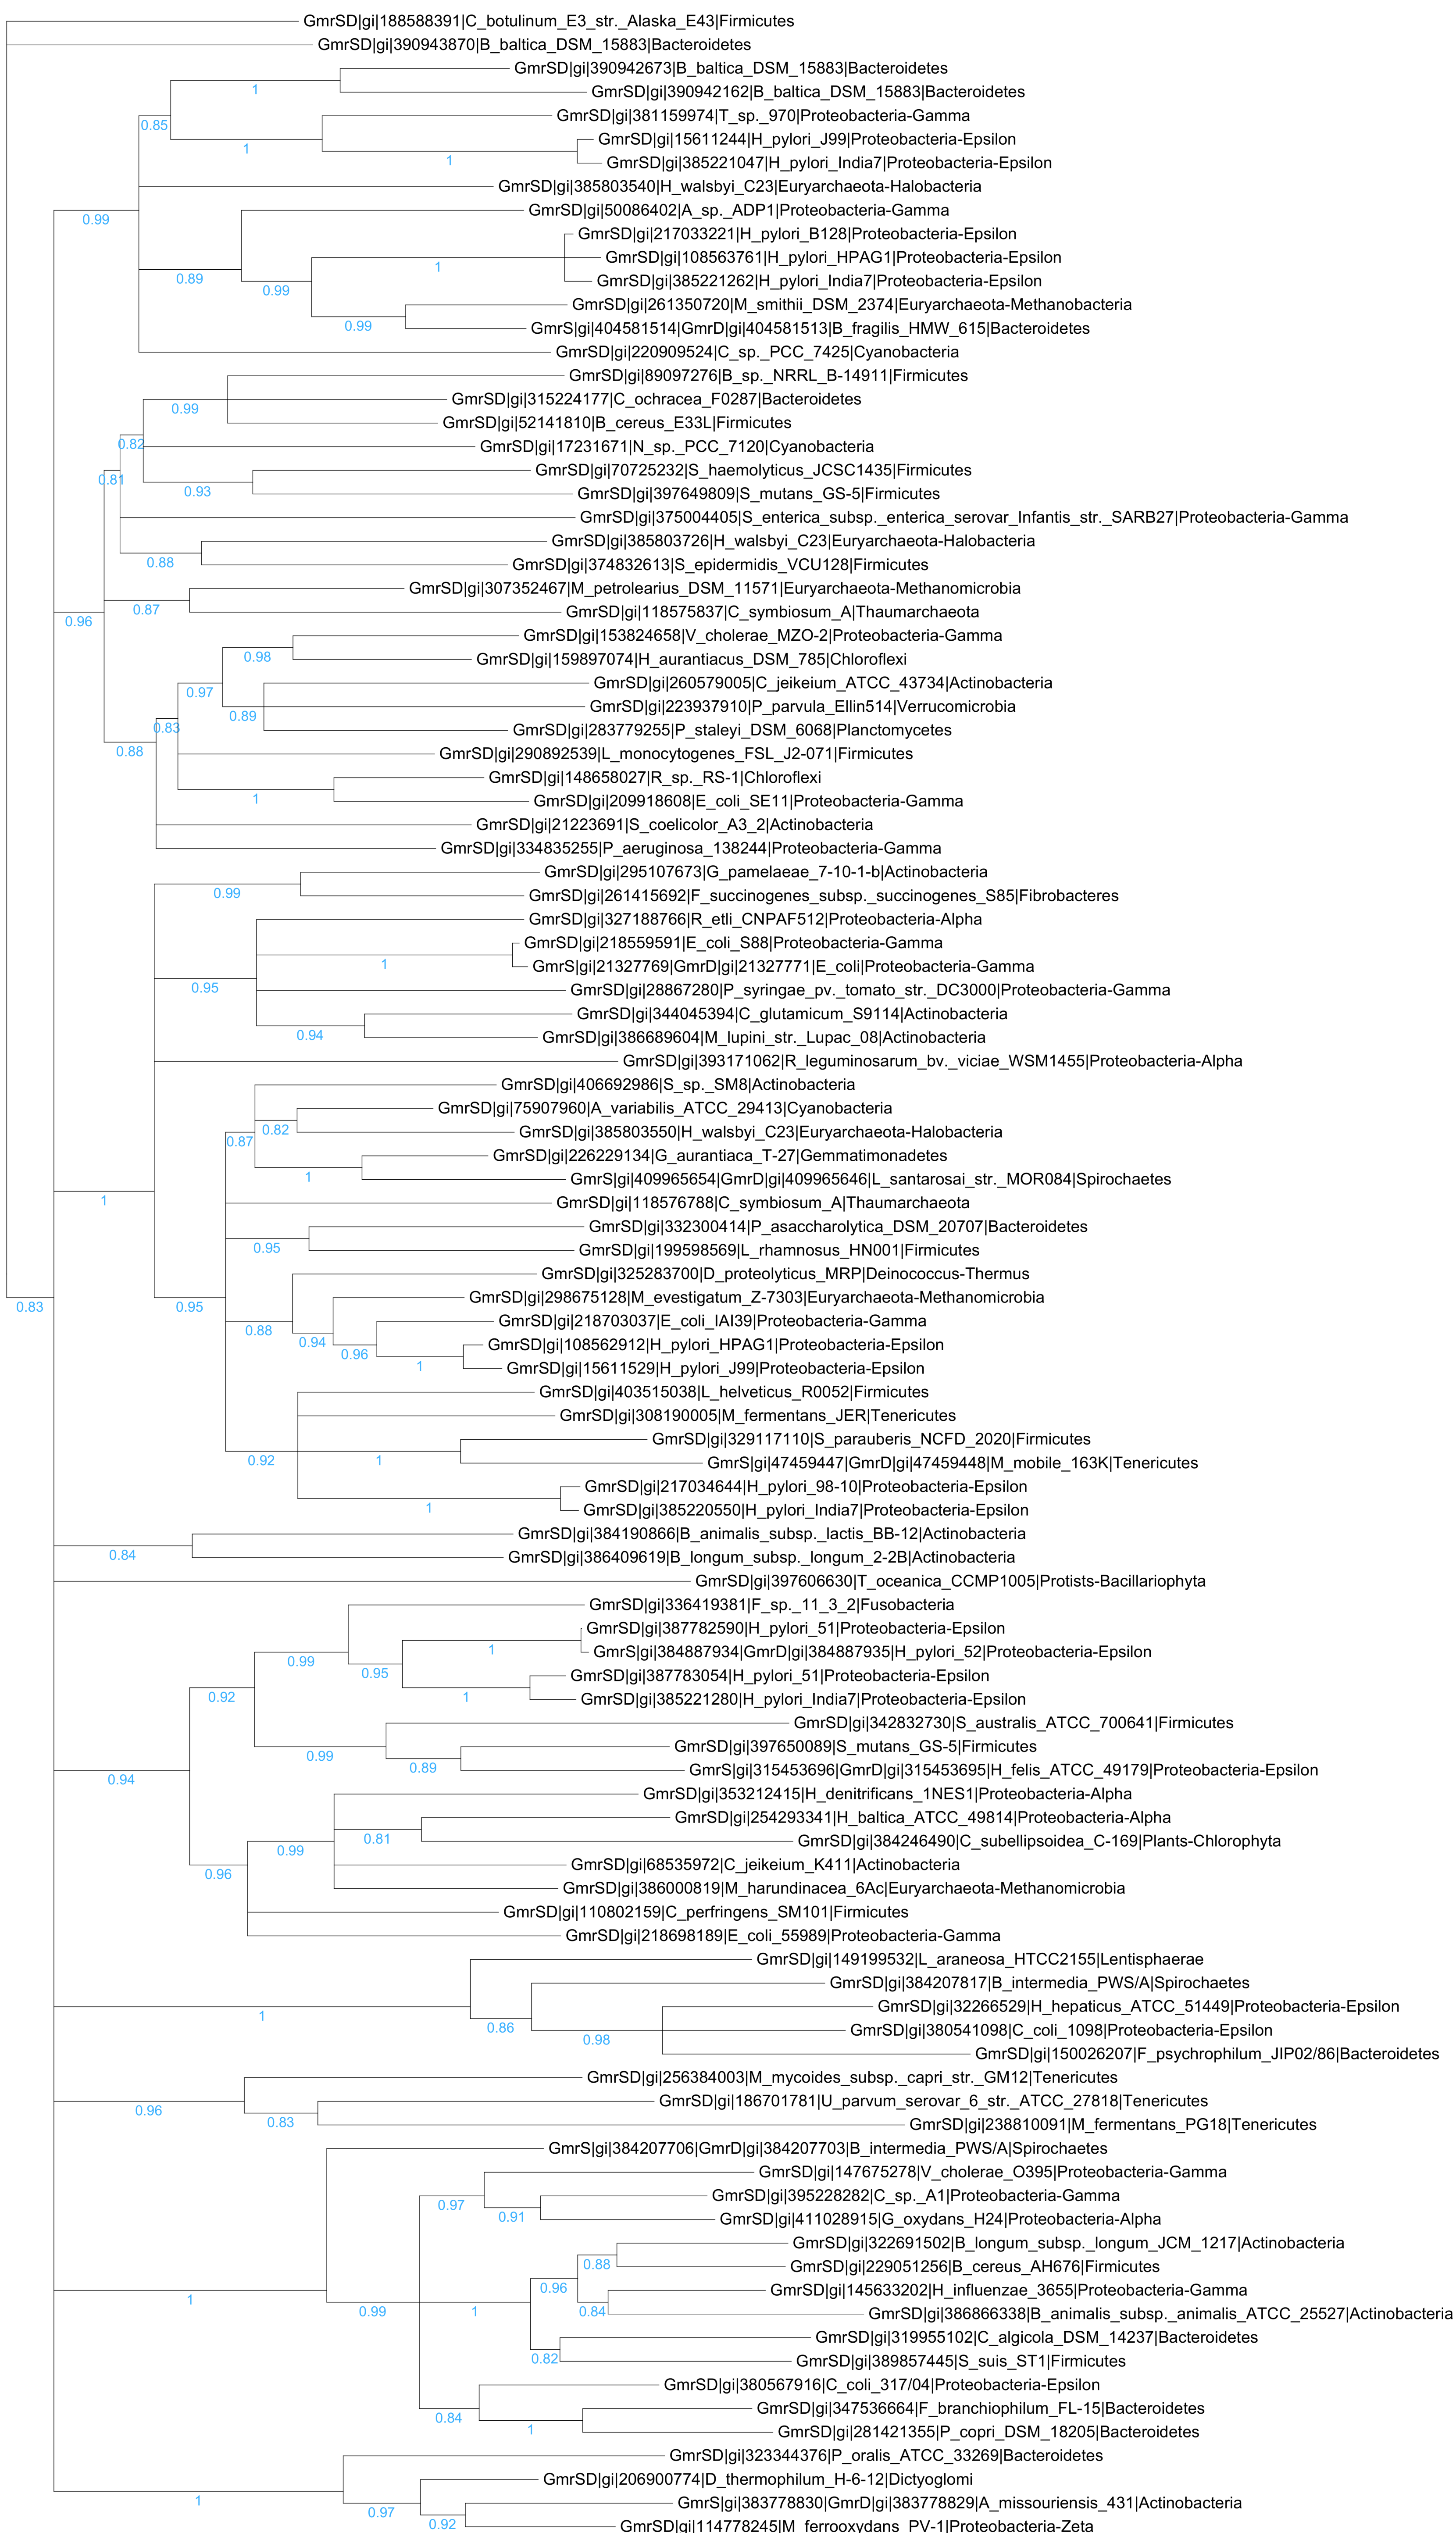 GmrSD|gi|188588391|C_botulinum_E3_str._Alaska_E43|Firmicutes
GmrSD|gi|390943870|B_baltica_DSM_15883|Bacteroidetes
GmrSD|gi|390942673|B_baltica_DSM_15883|Bacteroidetes
1
GmrSD|gi|390942162|B_baltica_DSM_15883|Bacteroidetes
GmrSD|gi|381159974|T_sp._970|Proteobacteria-Gamma
0.85
GmrSD|gi|15611244|H_pylori_J99|Proteobacteria-Epsilon
1
1
GmrSD|gi|385221047|H_pylori_India7|Proteobacteria-Epsilon
GmrSD|gi|385803540|H_walsbyi_C23|Euryarchaeota-Halobacteria
GmrSD|gi|50086402|A_sp._ADP1|Proteobacteria-Gamma
0.99
GmrSD|gi|217033221|H_pylori_B128|Proteobacteria-Epsilon
GmrSD|gi|108563761|H_pylori_HPAG1|Proteobacteria-Epsilon
1
0.89
GmrSD|gi|385221262|H_pylori_India7|Proteobacteria-Epsilon
0.99
GmrSD|gi|261350720|M_smithii_DSM_2374|Euryarchaeota-Methanobacteria
0.99
GmrS|gi|404581514|GmrD|gi|404581513|B_fragilis_HMW_615|Bacteroidetes
GmrSD|gi|220909524|C_sp._PCC_7425|Cyanobacteria
GmrSD|gi|89097276|B_sp._NRRL_B-14911|Firmicutes
GmrSD|gi|315224177|C_ochracea_F0287|Bacteroidetes
0.99
GmrSD|gi|52141810|B_cereus_E33L|Firmicutes
0.82
GmrSD|gi|17231671|N_sp._PCC_7120|Cyanobacteria
GmrSD|gi|70725232|S_haemolyticus_JCSC1435|Firmicutes
0.81
0.93
GmrSD|gi|397649809|S_mutans_GS-5|Firmicutes
GmrSD|gi|375004405|S_enterica_subsp._enterica_serovar_Infantis_str._SARB27|Proteobacteria-Gamma
GmrSD|gi|385803726|H_walsbyi_C23|Euryarchaeota-Halobacteria
0.88
GmrSD|gi|374832613|S_epidermidis_VCU128|Firmicutes
GmrSD|gi|307352467|M_petrolearius_DSM_11571|Euryarchaeota-Methanomicrobia
0.87
GmrSD|gi|118575837|C_symbiosum_A|Thaumarchaeota
0.96
GmrSD|gi|153824658|V_cholerae_MZO-2|Proteobacteria-Gamma
0.98
GmrSD|gi|159897074|H_aurantiacus_DSM_785|Chloroflexi
GmrSD|gi|260579005|C_jeikeium_ATCC_43734|Actinobacteria
0.97
GmrSD|gi|223937910|P_parvula_Ellin514|Verrucomicrobia
0.89
0.83
GmrSD|gi|283779255|P_staleyi_DSM_6068|Planctomycetes
0.88
GmrSD|gi|290892539|L_monocytogenes_FSL_J2-071|Firmicutes
GmrSD|gi|148658027|R_sp._RS-1|Chloroflexi
1
GmrSD|gi|209918608|E_coli_SE11|Proteobacteria-Gamma
GmrSD|gi|21223691|S_coelicolor_A3_2|Actinobacteria
GmrSD|gi|334835255|P_aeruginosa_138244|Proteobacteria-Gamma
GmrSD|gi|295107673|G_pamelaeae_7-10-1-b|Actinobacteria
0.99
GmrSD|gi|261415692|F_succinogenes_subsp._succinogenes_S85|Fibrobacteres
GmrSD|gi|327188766|R_etli_CNPAF512|Proteobacteria-Alpha
GmrSD|gi|218559591|E_coli_S88|Proteobacteria-Gamma
1
GmrS|gi|21327769|GmrD|gi|21327771|E_coli|Proteobacteria-Gamma
0.95
GmrSD|gi|28867280|P_syringae_pv._tomato_str._DC3000|Proteobacteria-Gamma
GmrSD|gi|344045394|C_glutamicum_S9114|Actinobacteria
0.94
GmrSD|gi|386689604|M_lupini_str._Lupac_08|Actinobacteria
GmrSD|gi|393171062|R_leguminosarum_bv._viciae_WSM1455|Proteobacteria-Alpha
GmrSD|gi|406692986|S_sp._SM8|Actinobacteria
GmrSD|gi|75907960|A_variabilis_ATCC_29413|Cyanobacteria
0.82
0.87
GmrSD|gi|385803550|H_walsbyi_C23|Euryarchaeota-Halobacteria
GmrSD|gi|226229134|G_aurantiaca_T-27|Gemmatimonadetes
1
GmrS|gi|409965654|GmrD|gi|409965646|L_santarosai_str._MOR084|Spirochaetes
1
GmrSD|gi|118576788|C_symbiosum_A|Thaumarchaeota
GmrSD|gi|332300414|P_asaccharolytica_DSM_20707|Bacteroidetes
0.95
GmrSD|gi|199598569|L_rhamnosus_HN001|Firmicutes
GmrSD|gi|325283700|D_proteolyticus_MRP|Deinococcus-Thermus
GmrSD|gi|298675128|M_evestigatum_Z-7303|Euryarchaeota-Methanomicrobia
0.83
0.95
GmrSD|gi|218703037|E_coli_IAI39|Proteobacteria-Gamma
0.88
0.94
GmrSD|gi|108562912|H_pylori_HPAG1|Proteobacteria-Epsilon
0.96
1
GmrSD|gi|15611529|H_pylori_J99|Proteobacteria-Epsilon
GmrSD|gi|403515038|L_helveticus_R0052|Firmicutes
GmrSD|gi|308190005|M_fermentans_JER|Tenericutes
GmrSD|gi|329117110|S_parauberis_NCFD_2020|Firmicutes
0.92
1
GmrS|gi|47459447|GmrD|gi|47459448|M_mobile_163K|Tenericutes
GmrSD|gi|217034644|H_pylori_98-10|Proteobacteria-Epsilon
1
GmrSD|gi|385220550|H_pylori_India7|Proteobacteria-Epsilon
GmrSD|gi|384190866|B_animalis_subsp._lactis_BB-12|Actinobacteria
0.84
GmrSD|gi|386409619|B_longum_subsp._longum_2-2B|Actinobacteria
GmrSD|gi|397606630|T_oceanica_CCMP1005|Protists-Bacillariophyta
GmrSD|gi|336419381|F_sp._11_3_2|Fusobacteria
GmrSD|gi|387782590|H_pylori_51|Proteobacteria-Epsilon
1
GmrS|gi|384887934|GmrD|gi|384887935|H_pylori_52|Proteobacteria-Epsilon
0.99
0.95
GmrSD|gi|387783054|H_pylori_51|Proteobacteria-Epsilon
0.92
1
GmrSD|gi|385221280|H_pylori_India7|Proteobacteria-Epsilon
GmrSD|gi|342832730|S_australis_ATCC_700641|Firmicutes
GmrSD|gi|397650089|S_mutans_GS-5|Firmicutes
0.99
0.89
GmrS|gi|315453696|GmrD|gi|315453695|H_felis_ATCC_49179|Proteobacteria-Epsilon
0.94
GmrSD|gi|353212415|H_denitrificans_1NES1|Proteobacteria-Alpha
GmrSD|gi|254293341|H_baltica_ATCC_49814|Proteobacteria-Alpha
0.81
GmrSD|gi|384246490|C_subellipsoidea_C-169|Plants-Chlorophyta
0.99
GmrSD|gi|68535972|C_jeikeium_K411|Actinobacteria
0.96
GmrSD|gi|386000819|M_harundinacea_6Ac|Euryarchaeota-Methanomicrobia
GmrSD|gi|110802159|C_perfringens_SM101|Firmicutes
GmrSD|gi|218698189|E_coli_55989|Proteobacteria-Gamma
GmrSD|gi|149199532|L_araneosa_HTCC2155|Lentisphaerae
GmrSD|gi|384207817|B_intermedia_PWS/A|Spirochaetes
GmrSD|gi|32266529|H_hepaticus_ATCC_51449|Proteobacteria-Epsilon
1
0.86
GmrSD|gi|380541098|C_coli_1098|Proteobacteria-Epsilon
0.98
GmrSD|gi|150026207|F_psychrophilum_JIP02/86|Bacteroidetes
GmrSD|gi|256384003|M_mycoides_subsp._capri_str._GM12|Tenericutes
GmrSD|gi|186701781|U_parvum_serovar_6_str._ATCC_27818|Tenericutes
0.96
0.83
GmrSD|gi|238810091|M_fermentans_PG18|Tenericutes
GmrS|gi|384207706|GmrD|gi|384207703|B_intermedia_PWS/A|Spirochaetes
GmrSD|gi|147675278|V_cholerae_O395|Proteobacteria-Gamma
GmrSD|gi|395228282|C_sp._A1|Proteobacteria-Gamma
0.97
0.91
GmrSD|gi|411028915|G_oxydans_H24|Proteobacteria-Alpha
GmrSD|gi|322691502|B_longum_subsp._longum_JCM_1217|Actinobacteria
0.88
GmrSD|gi|229051256|B_cereus_AH676|Firmicutes
0.96
GmrSD|gi|145633202|H_influenzae_3655|Proteobacteria-Gamma
1
0.99
1
0.84
GmrSD|gi|386866338|B_animalis_subsp._animalis_ATCC_25527|Actinobacteria
GmrSD|gi|319955102|C_algicola_DSM_14237|Bacteroidetes
0.82
GmrSD|gi|389857445|S_suis_ST1|Firmicutes
GmrSD|gi|380567916|C_coli_317/04|Proteobacteria-Epsilon
GmrSD|gi|347536664|F_branchiophilum_FL-15|Bacteroidetes
0.84
1
GmrSD|gi|281421355|P_copri_DSM_18205|Bacteroidetes
GmrSD|gi|323344376|P_oralis_ATCC_33269|Bacteroidetes
GmrSD|gi|206900774|D_thermophilum_H-6-12|Dictyoglomi
1
GmrS|gi|383778830|GmrD|gi|383778829|A_missouriensis_431|Actinobacteria
0.97
0.92
GmrSD|gi|114778245|M_ferrooxydans_PV-1|Proteobacteria-Zeta